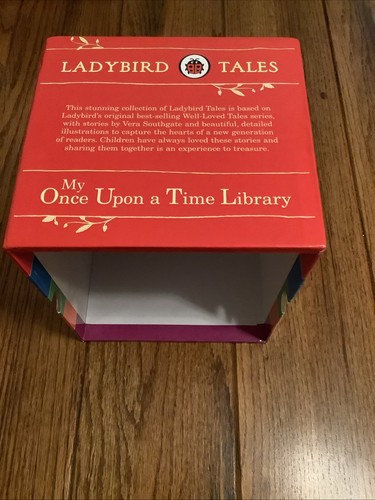 LADYBIRD TALES
This stunning collection of Ladybird Tales is based on
Ladybird's original best-selling Well-Loved Tales series,
with stories by Vera Southgate and beautiful, detailed
illustrations to capture the hearts of a new generation
of readers. Children have always loved these stories and
sharing them together is an experience to treasure.
My
Once Upon a Time Library